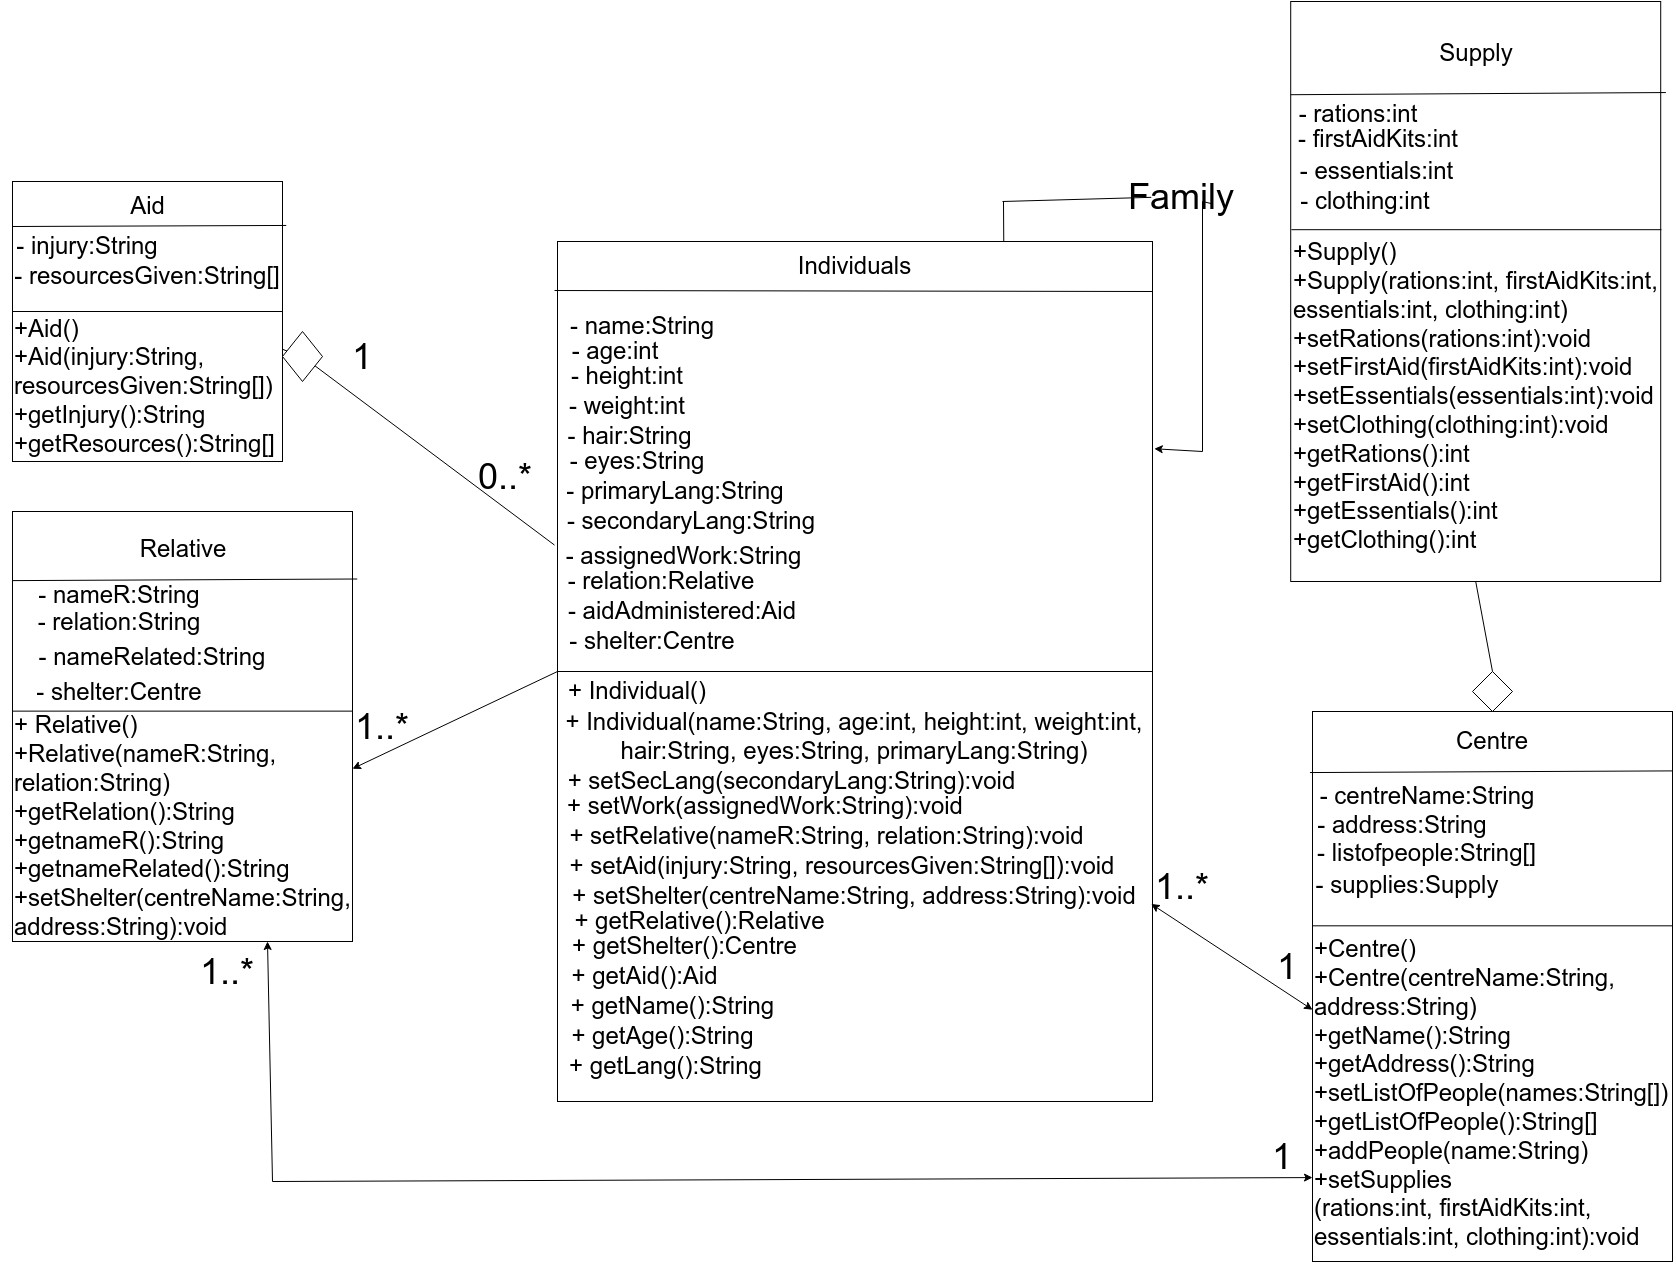 Supply
- rations:int
- firstAidKits:int
- essentials:int
- clothing:int
+Supply()
+Supply(rations:int, firstAidKits:int,
essentials:int, clothing:int)
+setRations(rations:int):void
+setFirstAid(firstAidKits:int):void
+setEssentials(essentials:int):void
+setClothing(clothing:int):void
+getRations():int
+getFirstAid():int
+getEssentials():int
+getClothing():int
Aid
- injury:String
- resourcesGiven:String[]
+Aid()
+Aid(injury:String,
resourcesGiven:String[])
+getInjury():String
+getResources():String[]
1
0..*
Family
Individuals
- name:String
- age:int
- height:int
- weight:int
- hair:String
- eyes:String
- primaryLang:String
- secondaryLang:String
- assignedWork:String
- relation:Relative
- aidAdministered:Aid
- shelter:Centre
+ Individual()
+ Individual(name:String, age:int, height:int, weight:int,
hair:String, eyes:String, primaryLang:String)
+ setSecLang(secondaryLang:String):void
+ setWork(assignedWork:String):void
+ setRelative(nameR:String, relation:String):void
+ setAid(injury:String, resourcesGiven:String[]):void
+ setShelter(centreName:String, address:String):void
+ getRelative():Relative
+ getShelter():Centre
+ getAid():Aid
+ getName():String
+ getAge():String
+ getLang():String
Relative
- nameR:String
- relation:String
- nameRelated:String
- shelter:Centre
+ Relative()
+Relative(nameR:String,
relation:String)
+getRelation():String
+getnameR():String
+getnameRelated():String
+setShelter(centreName:String,
address:String):void
1..*
1..*
1..*
1
1
Centre
- centreName:String
- address:String
- listofpeople:String[]
- supplies:Supply
+Centre()
+Centre(centreName:String,
address:String)
+getName():String
+getAddress():String
+setListOfPeople(names:String[])
+getListOfPeople():String[]
+addPeople(name:String)
+setSupplies
(rations:int, firstAidKits:int,
essentials:int, clothing:int):void